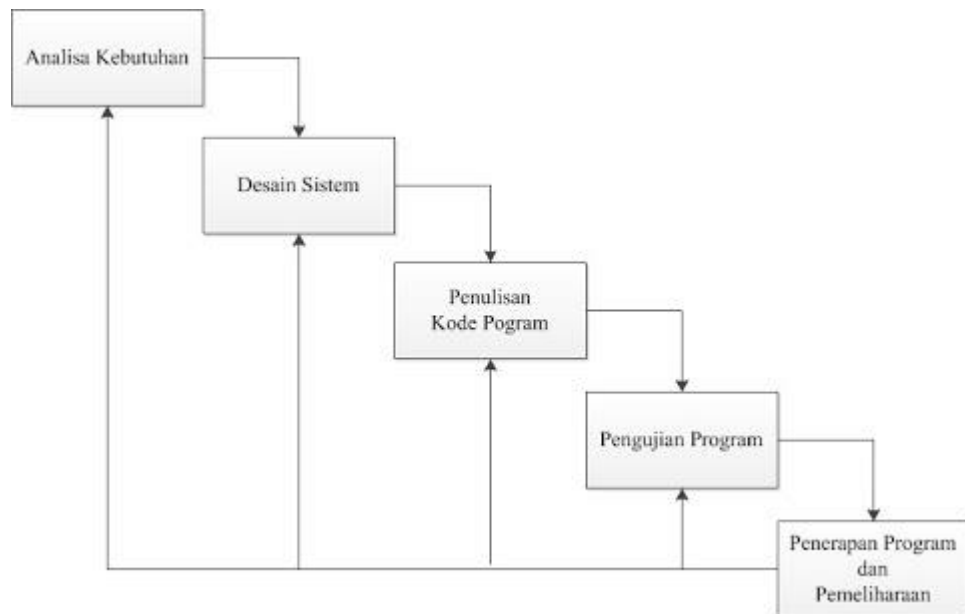 Analisa Kebutuhan
Desain Sistem
Penulisan
Kode Pogram
Pengujian Program
Penerapan Program
dan
Pemeliharaan